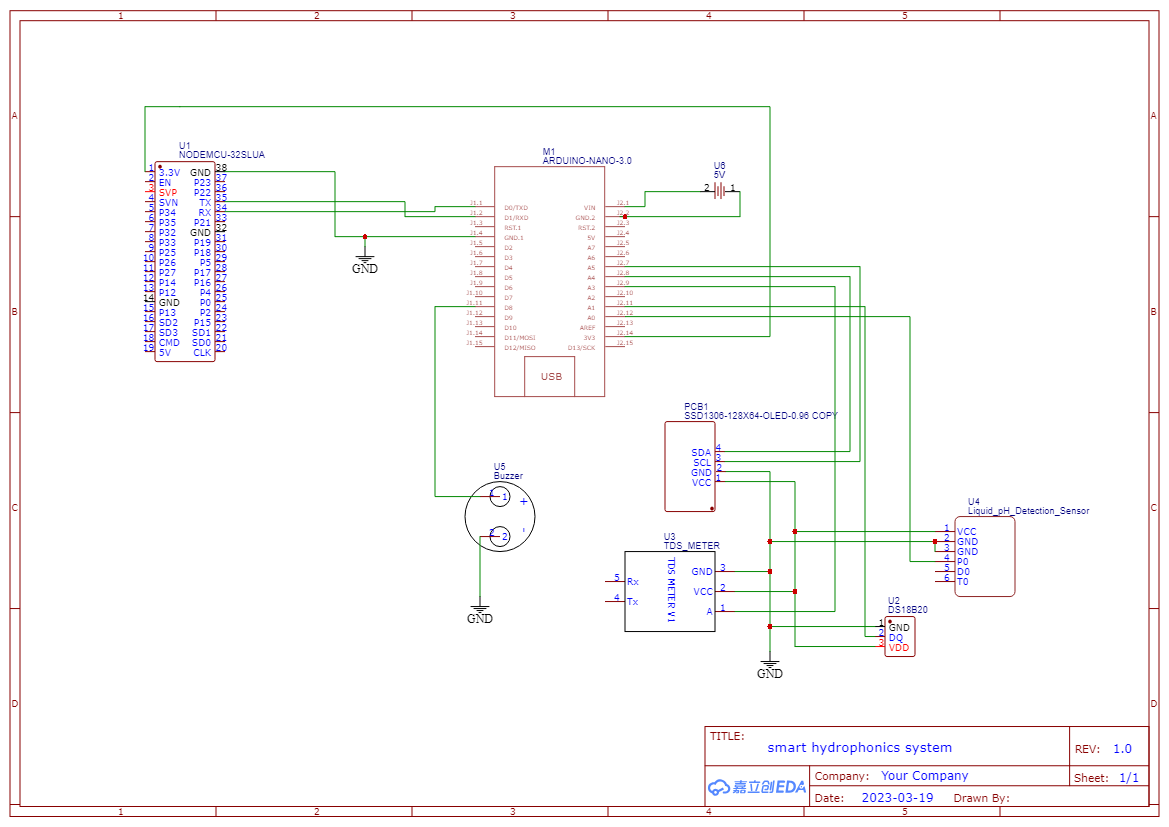 1 2 3 4 5
A A
B B
C C
D D
U1
NODEMCU-32SLUA
1 3.3V GND 38
2 EN P23 37
3 SVP P22 36
4 SVN TX 35
5 P34 RX 34
6 P35 P21 33
7 P32 GND 32
8 P33 P19 31
9 P25 P18 30
10 P26 P5 29
11 P27 P17 28
12 P14 P16 27
13 P12 P4 26
14 GND P0 25
15 P13 P2 24
16 SD2 P15 23
17 SD3 SD1 22
18 CMD SD0 21
19 5V CLK 20
GND
M1
ARDUINO-NANO-3.0
J1.1 D0/TXD VIN J2.1
J1.2 D1/RXD GND.2 J2.2
J1.3 RST.1 RST.2 J2.3
J1.4 GND.1 5V J2.4
J1.5 D2 A7 J2.5
J1.6 D3 A6 J2.6
J1.7 D4 A5 J2.7
J1.8 D5 A4 J2.8
J1.9 D6 A3 J2.9
J1.10 D7 A2 J2.10
J1.11 D8 A1 J2.11
J1.12 D9 A0 J2.12
J1.13 D10 AREF J2.13
J1.14 D11/MOSI 3V3 J2.14
J1.15 D12/MISO D13/SCK J2.15
USB
U6
5V
2 1
PCB1
SSD1306-128X64-OLED-0.96 COPY
SDA 4
SCL 3
GND 2
VCC 1
U5
Buzzer
1 1 +
2 2 -
GND
U3
TDS_METER
TDS METER V1
5 Rx GND 3
4 Tx VCC 2
A 1
GND
U4
Liquid_pH_Detection_Sensor
1 VCC
2 GND
3 GND
4 P0
5 D0
6 T0
U2
DS18B20
1 GND
2 DQ
3 VDD
TITLE:
smart hydrophonics system
REV: 1.0
嘉立创EDA
Company: Your Company
Sheet: 1/1
Date: 2023-03-19 Drawn By:
1 2 3 4 5